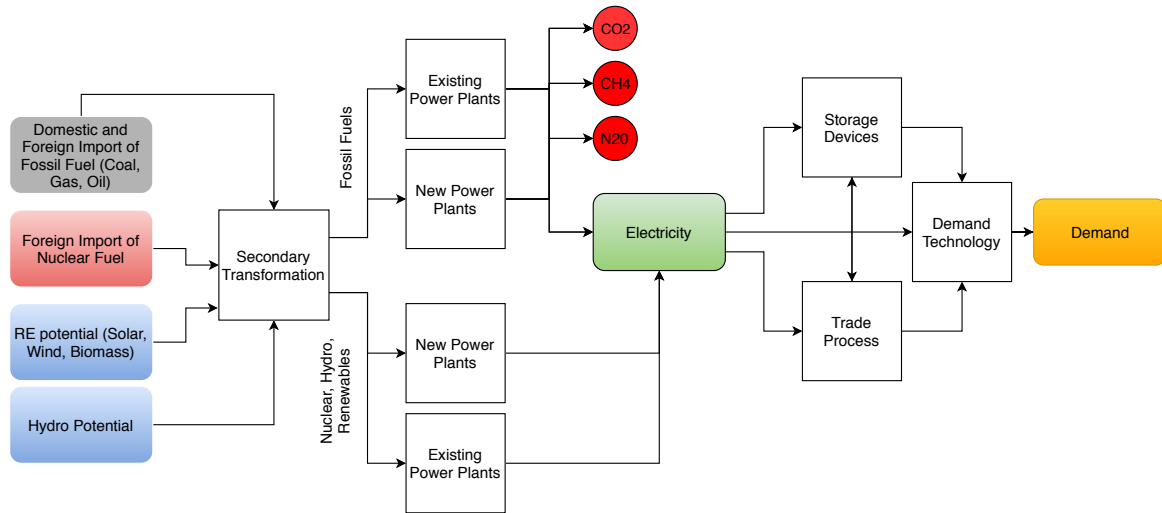 Domestic and
Foreign Import of
Fossil Fuel (Coal,
Gas, Oil)
Foreign Import of
Nuclear Fuel
RE potential (Solar,
Wind, Biomass)
Hydro Potential
Secondary
Transformation
Fossil Fuels
Nuclear, Hydro,
Renewables
Existing
Power Plants
New Power
Plants
New Power
Plants
Existing
Power Plants
CO2
CH4
N20
Electricity
Storage
Devices
Trade
Process
Demand
Technology
Demand